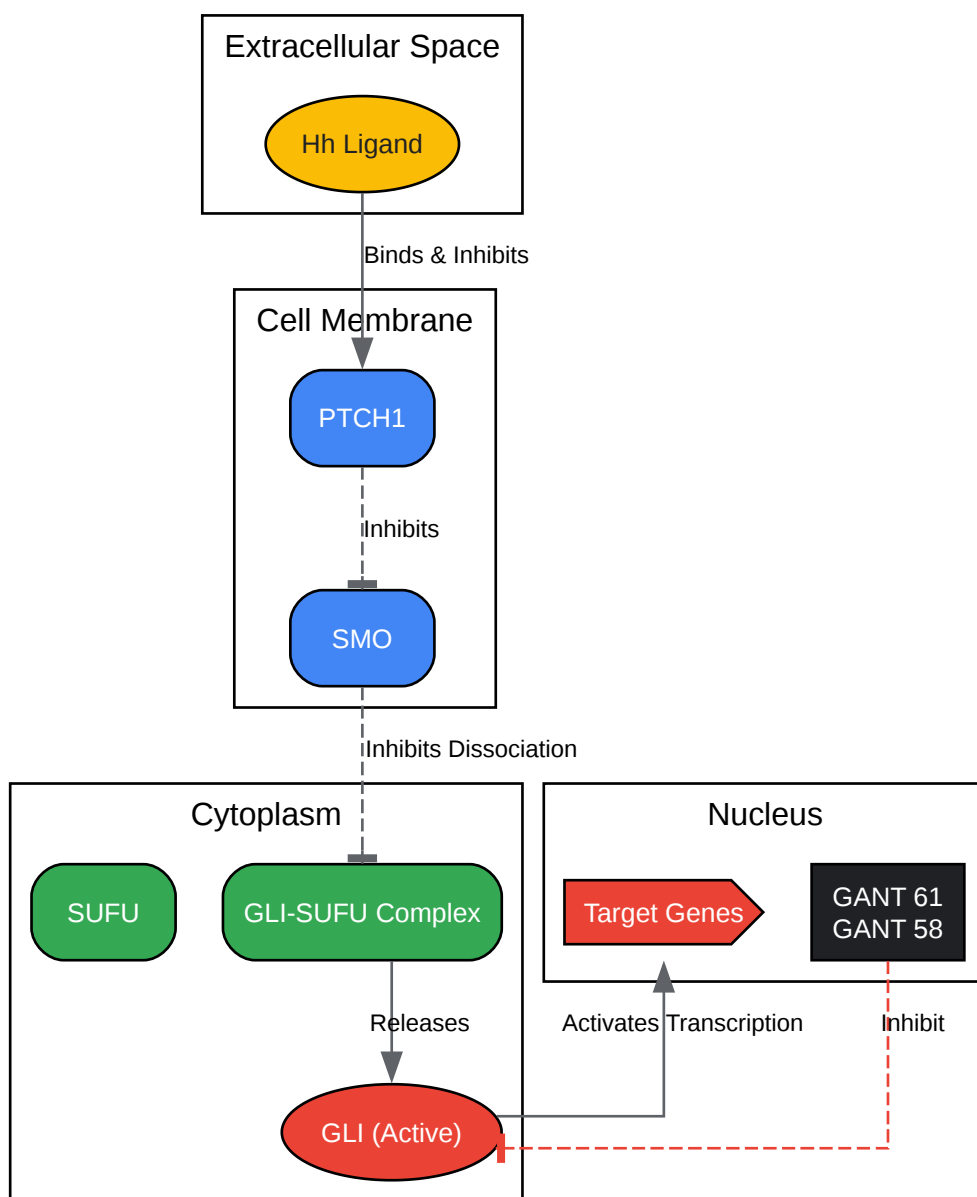 Extracellular Space
Hh Ligand
Binds & Inhibits
Cell Membrane
PTCH1
Inhibits
SMO
Inhibits Dissociation
Cytoplasm
SUFU
GLI-SUFU Complex
Releases
GLI (Active)
Nucleus
Target Genes
GANT 61
GANT 58
Activates Transcription
Inhibit